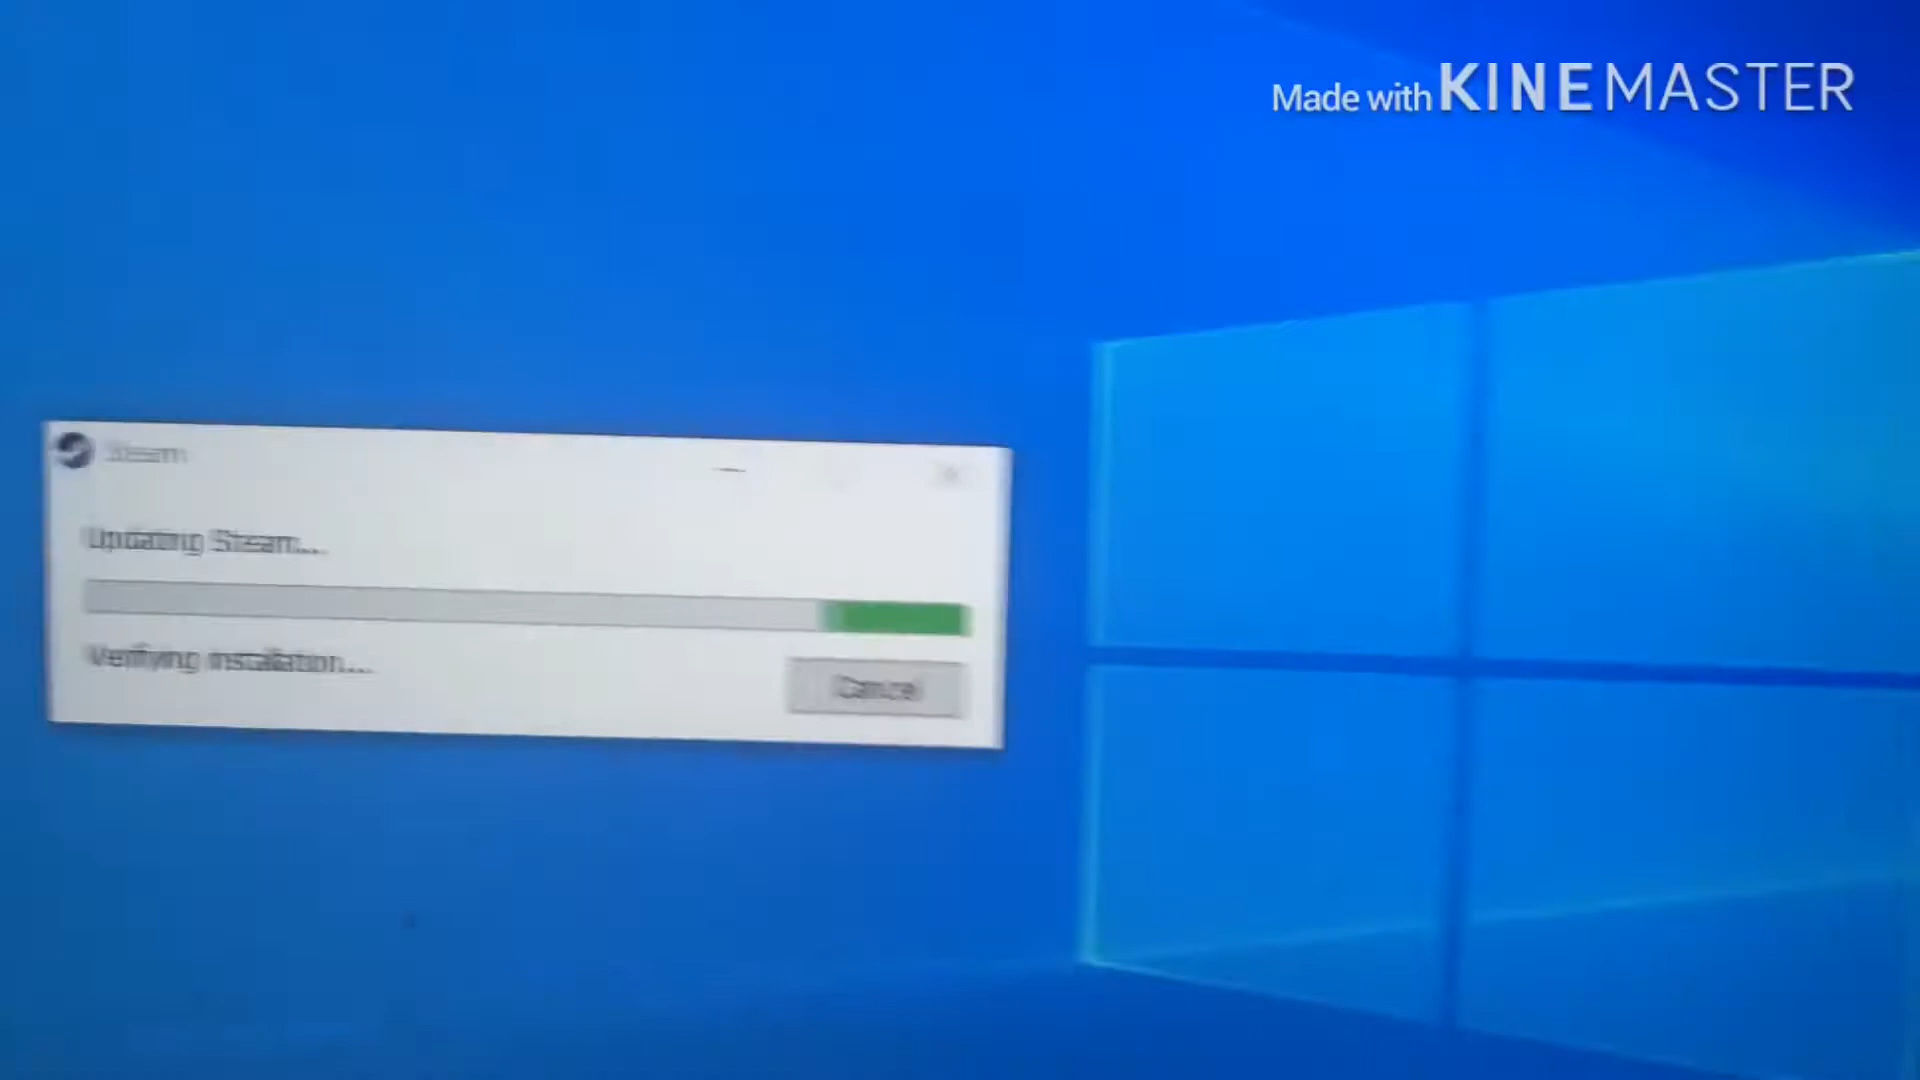 Made with KINEMASTER
Steam
Updating Steam...
Verifying installation...
Cancel